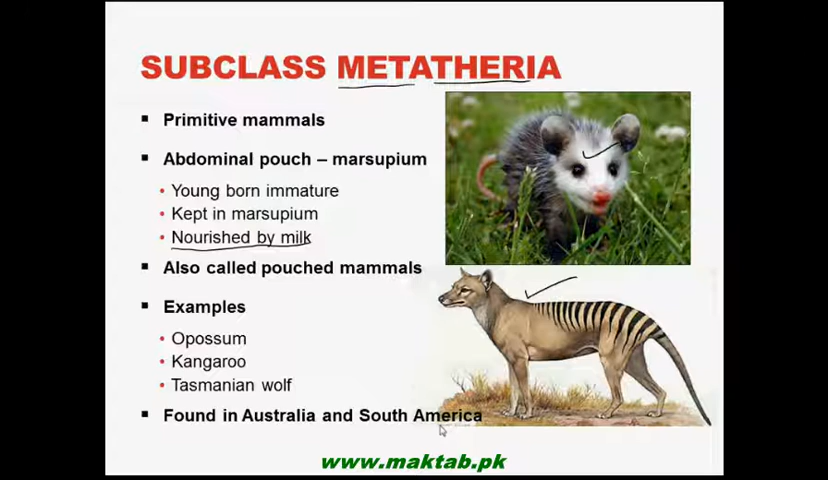 SUBCLASS METATHERIA
Primitive mammals
Abdominal pouch – marsupium
Young born immature
Kept in marsupium
Nourished by milk
Also called pouched mammals
Examples
Opossum
Kangaroo
Tasmanian wolf
Found in Australia and South America
www.maktab.pk